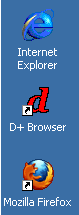 Internet
Explorer
D+ Browser
Mozilla Firefox